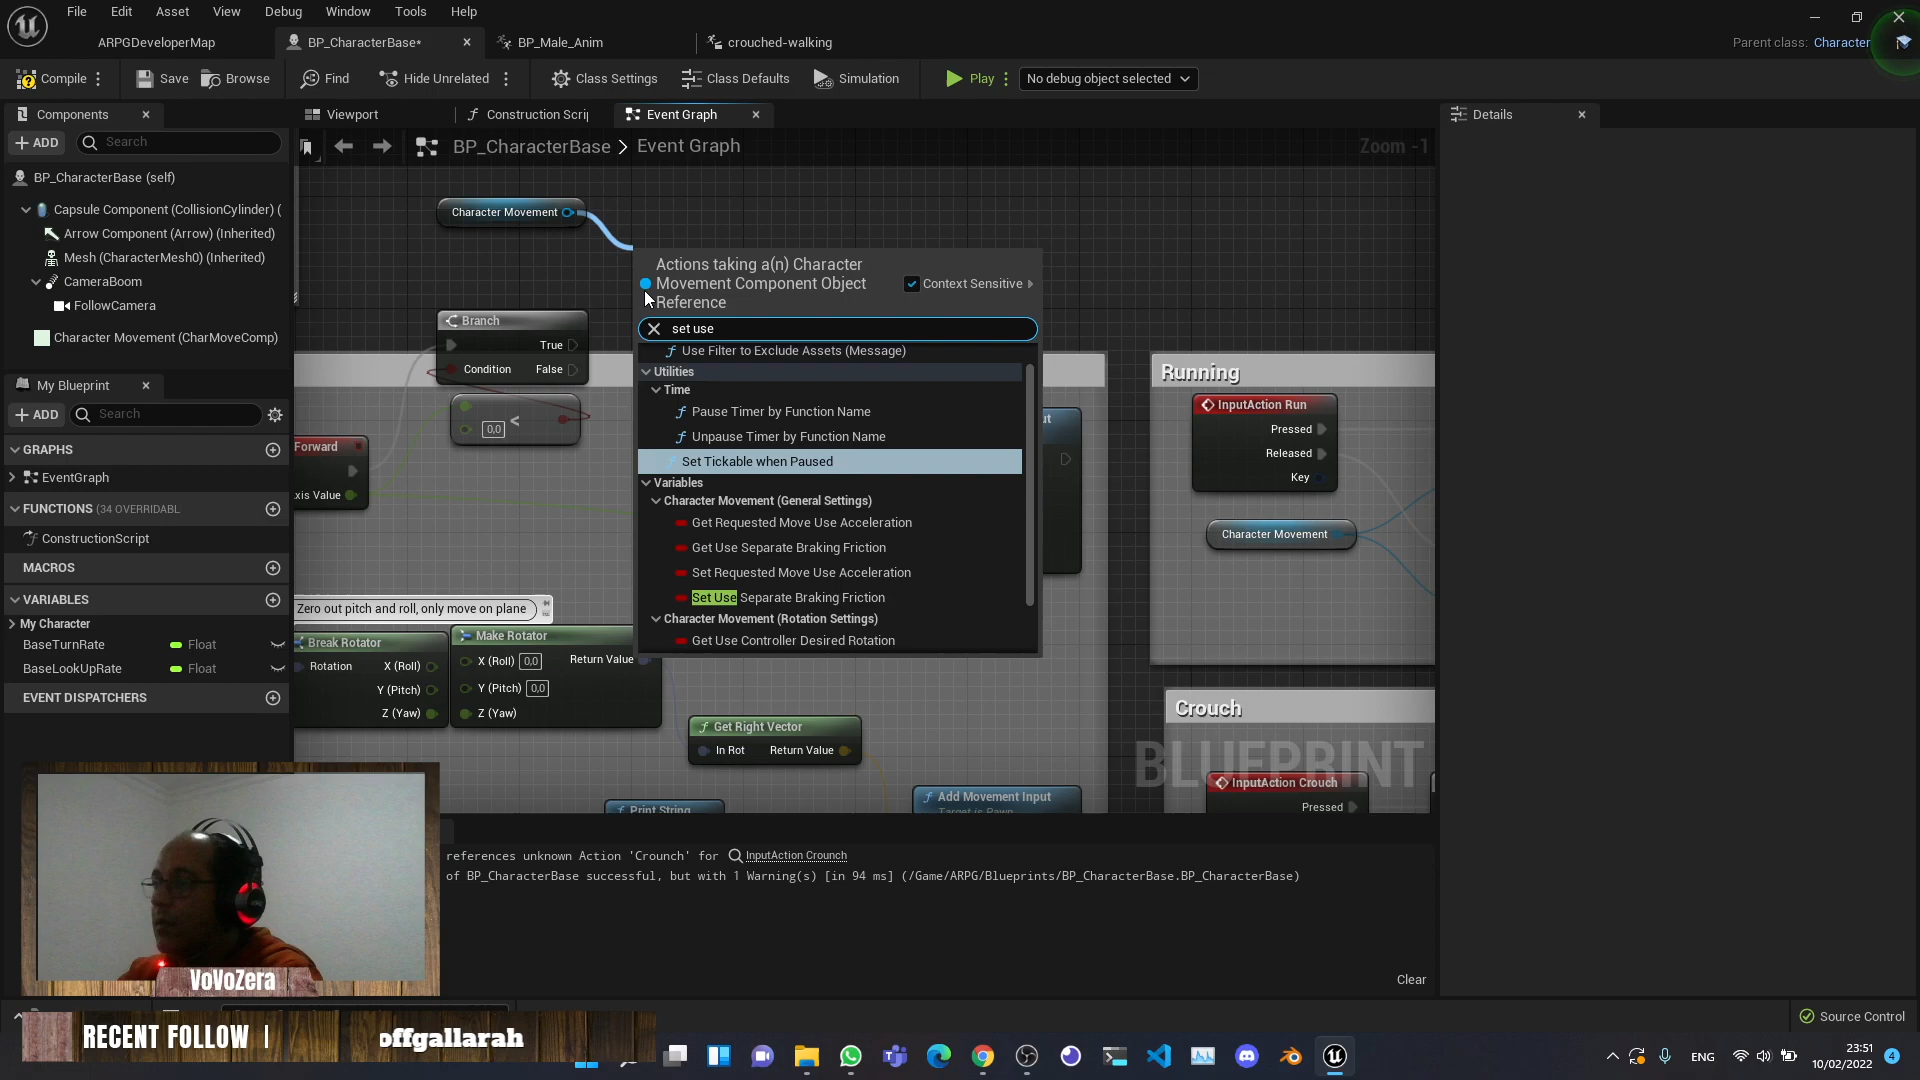 File Edit Asset View Debug Window Tools Help
ARPGDeveloperMap BP_CharacterBase* BP_Male_Anim crouched-walking Parent class: Character
Compile Save Browse Find Hide Unrelated Class Settings Class Defaults Simulation Play No debug object selected
Components Viewport Construction Scri Event Graph Details
ADD Search
BP_CharacterBase > Event Graph Zoom -1
BP_CharacterBase (self)
Capsule Component (CollisionCylinder) (
Arrow Component (Arrow) (Inherited)
Mesh (CharacterMesh0) (Inherited)
CameraBoom
FollowCamera
Character Movement (CharMoveComp)
My Blueprint
ADD Search
GRAPHS
EventGraph
FUNCTIONS (34 OVERRIDABL
ConstructionScript
MACROS
VARIABLES
My Character
BaseTurnRate Float
BaseLookUpRate Float
EVENT DISPATCHERS
Character Movement
Branch
True
Condition False
0,0 <
Forward
xis Value
Zero out pitch and roll, only move on plane
Break Rotator
Rotation X (Roll)
Y (Pitch)
Z (Yaw)
Make Rotator
X (Roll) 0,0 Return Value
Y (Pitch) 0,0
Z (Yaw)
Get Right Vector
In Rot Return Value
Print String
Add Movement Input
Target is Pawn
Actions taking a(n) Character
Movement Component Object
Reference
Context Sensitive
set use
Use Filter to Exclude Assets (Message)
Utilities
Time
Pause Timer by Function Name
Unpause Timer by Function Name
Set Tickable when Paused
Variables
Character Movement (General Settings)
Get Requested Move Use Acceleration
Get Use Separate Braking Friction
Set Requested Move Use Acceleration
Set Use Separate Braking Friction
Character Movement (Rotation Settings)
Get Use Controller Desired Rotation
ut
Running
InputAction Run
Pressed
Released
Key
Character Movement
Crouch
BLUEPRINT
InputAction Crouch
Pressed
references unknown Action 'Crounch' for InputAction Crounch
of BP_CharacterBase successful, but with 1 Warning(s) [in 94 ms] (/Game/ARPG/Blueprints/BP_CharacterBase.BP_CharacterBase)
Clear
VoVoZera
RECENT FOLLOW | offgallarah
Source Control
ENG 23:51
10/02/2022 4